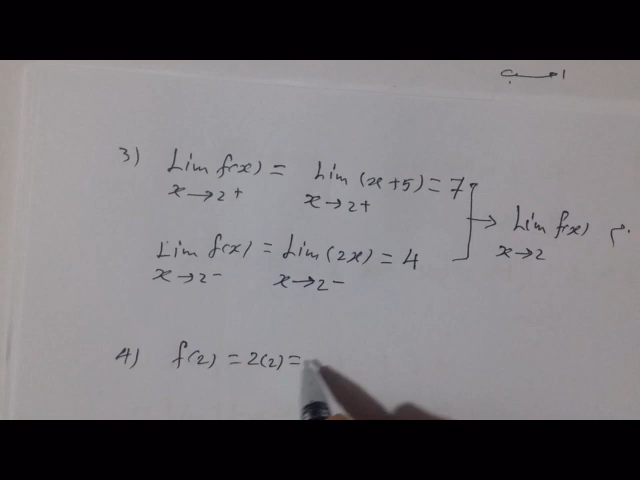 3) Lim f(x) = Lim (x+5) = 7
x→2+ x→2+
Lim f(x)
x→2
Lim f(x) = Lim (2x) = 4
x→2- x→2-
4) f(2) = 2(2) =